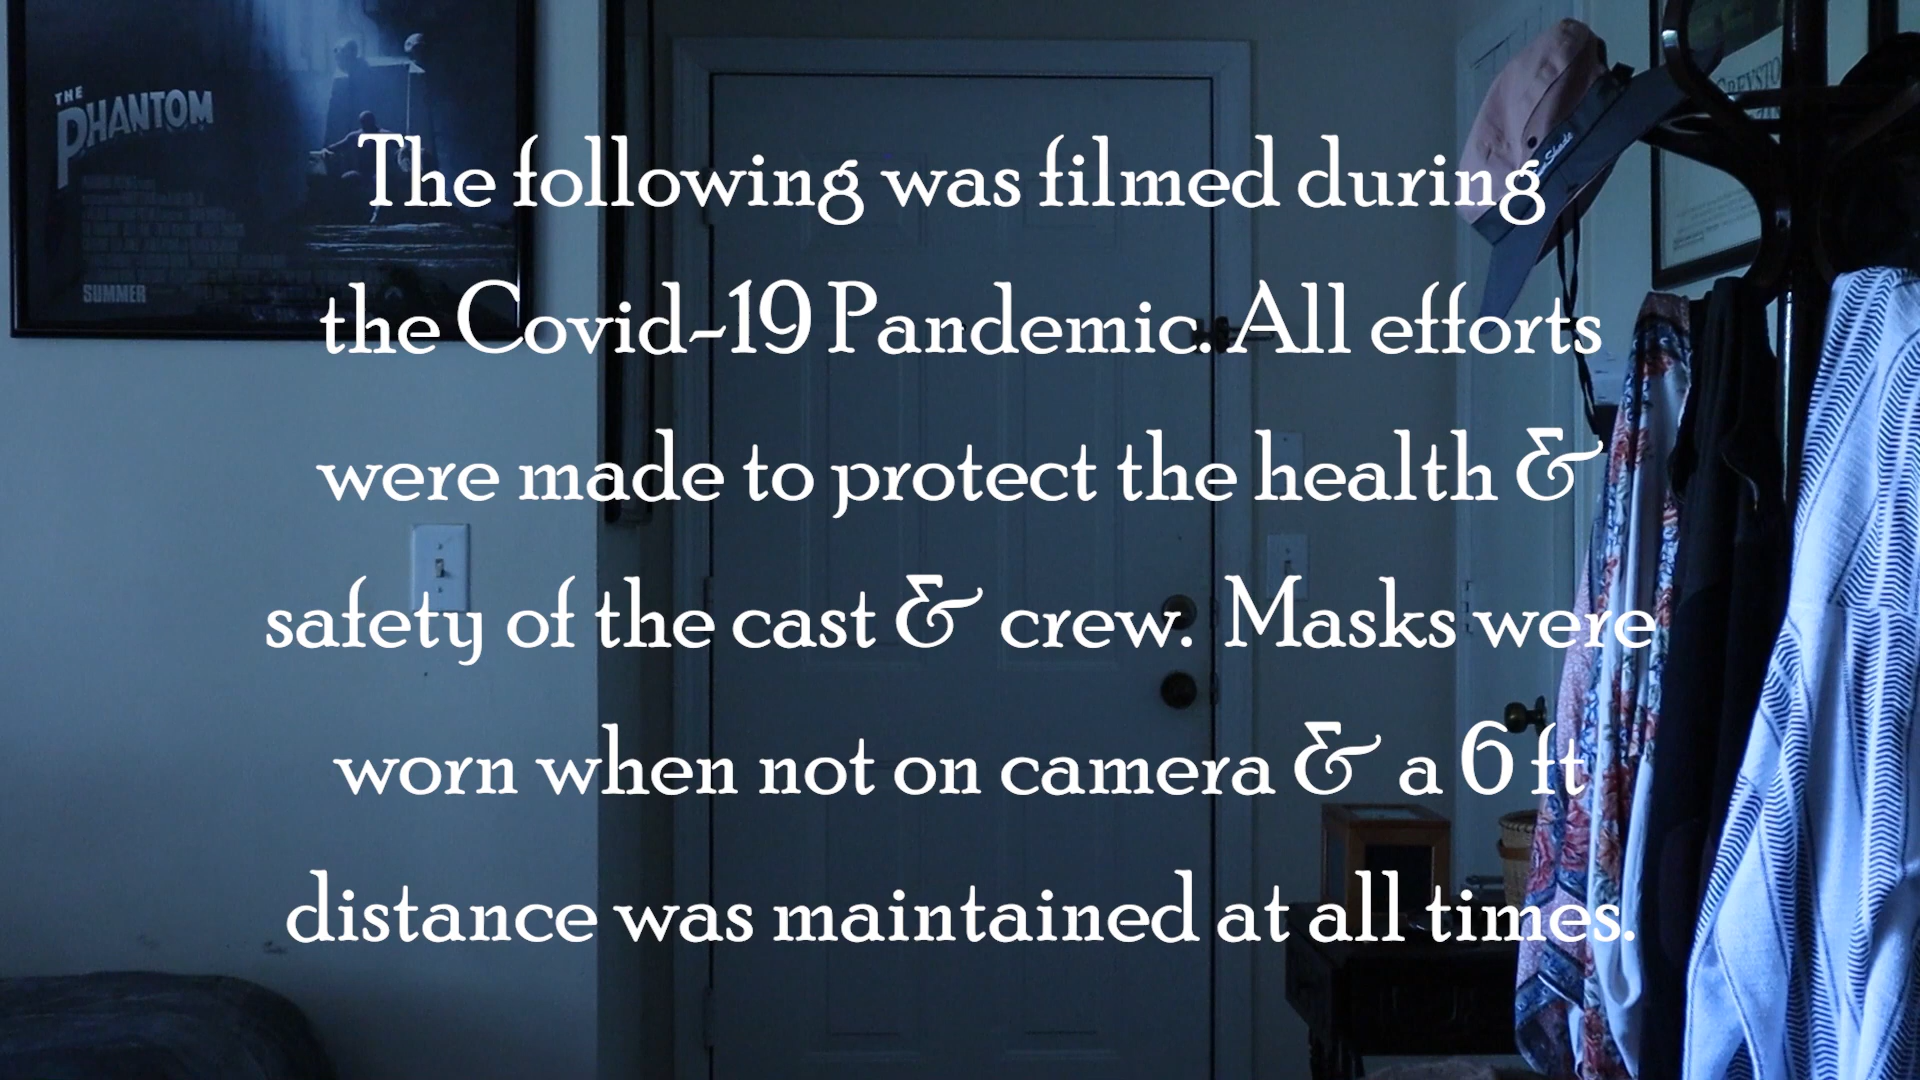 THE
PHANTOM
SUMMER
The following was filmed during
the Covid-19 Pandemic. All efforts
were made to protect the health &
safety of the cast & crew. Masks were
worn when not on camera & a 6 ft
distance was maintained at all times.